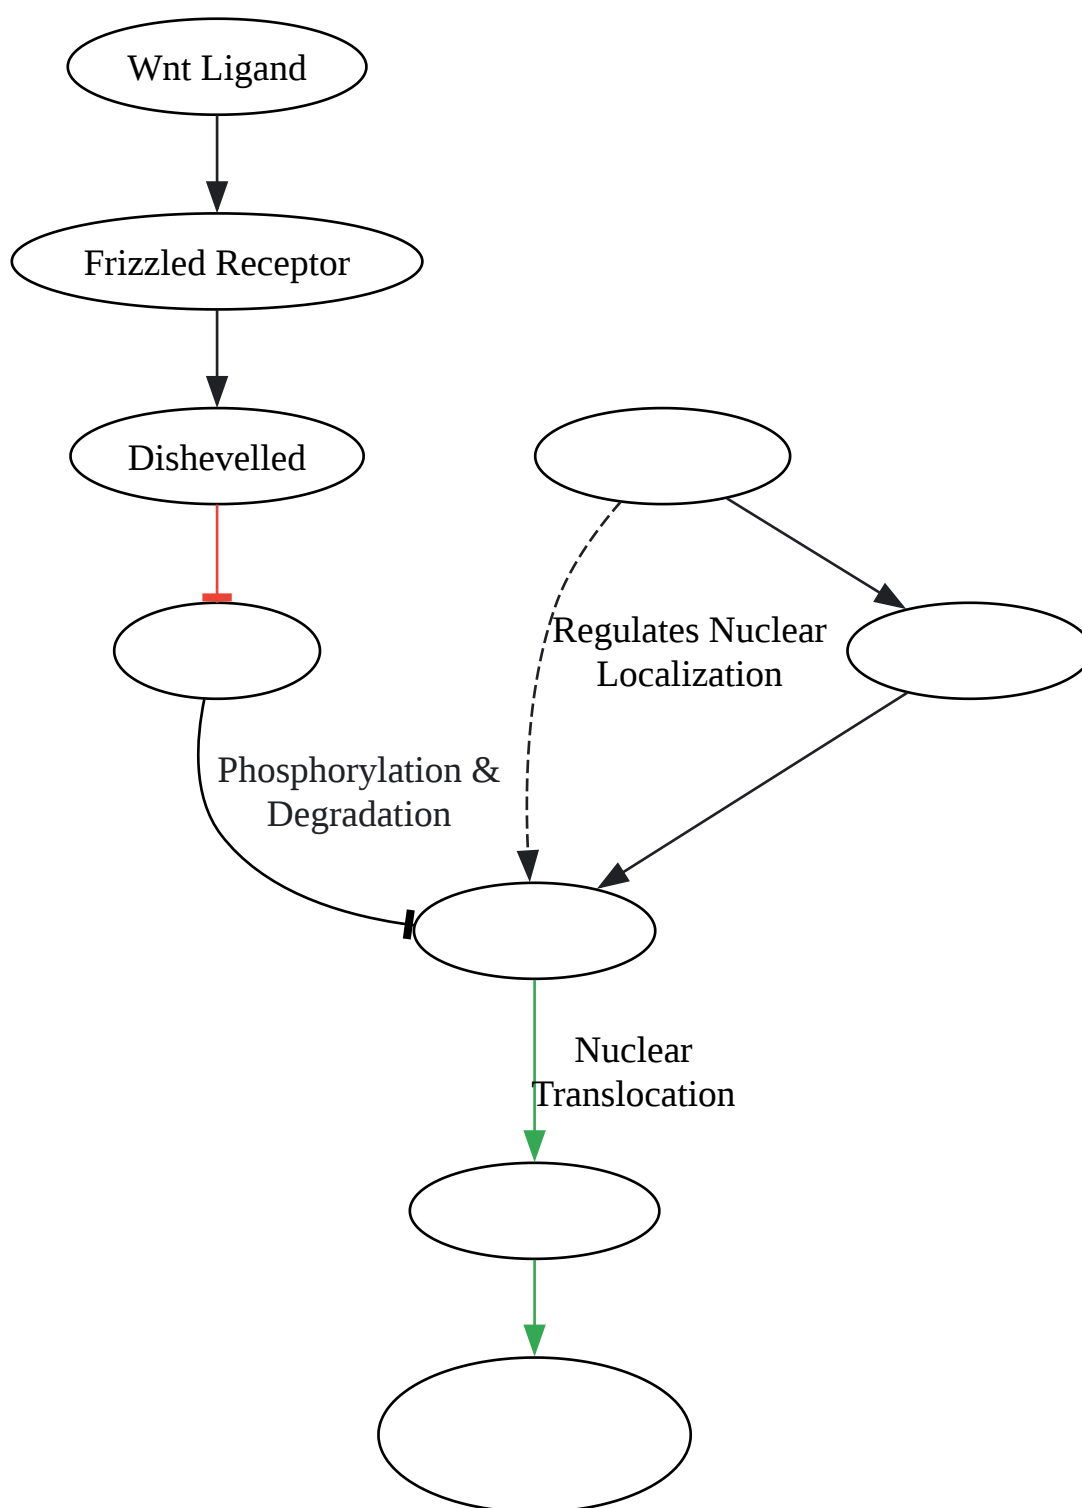 Wnt Ligand
Frizzled Receptor
Dishevelled
Regulates Nuclear
Localization
Phosphorylation &
Degradation
Nuclear
Translocation